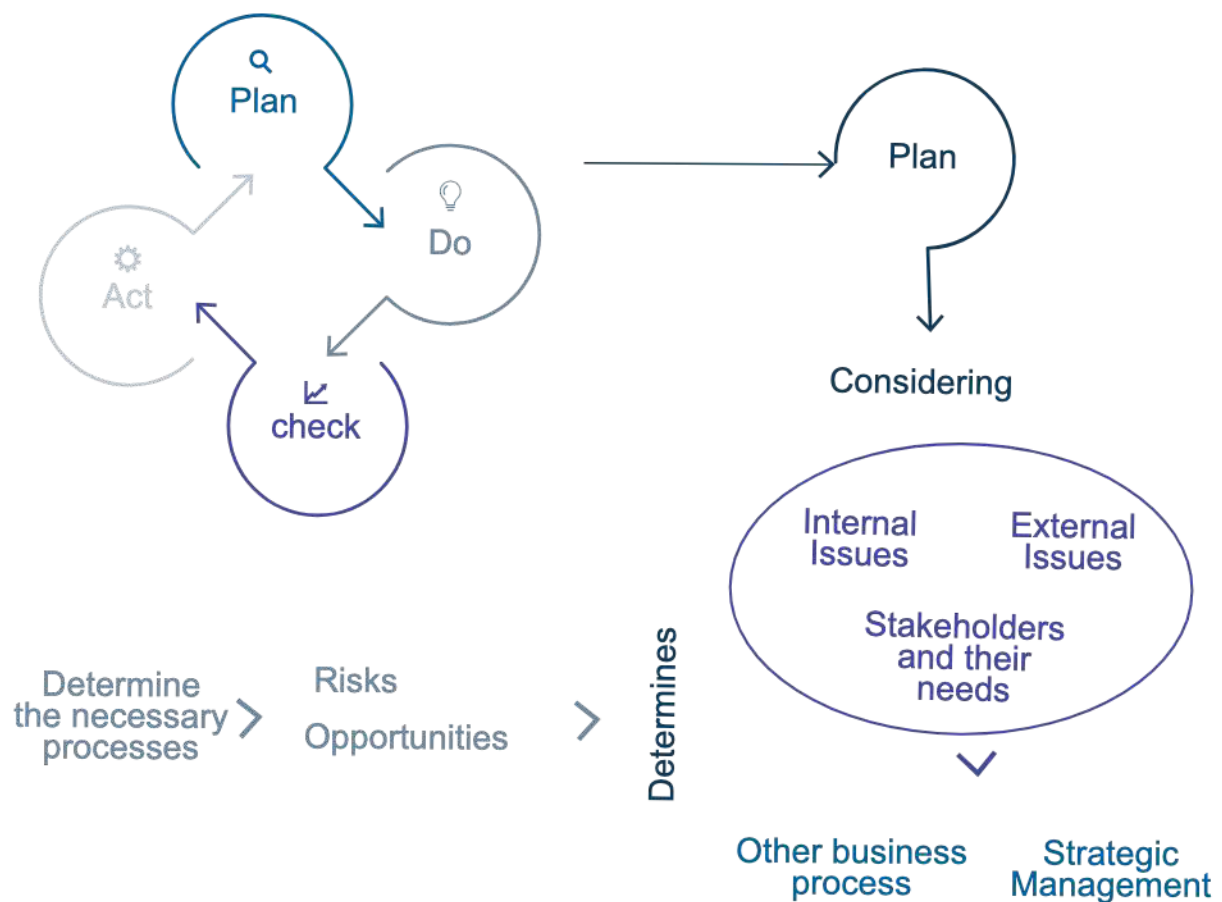 Plan
Do
Act
check
Plan
Considering
Internal
Issues
External
Issues
Stakeholders
and their
needs
Determine
the necessary
processes
Risks
Opportunities
Determines
Other business
process
Strategic
Management